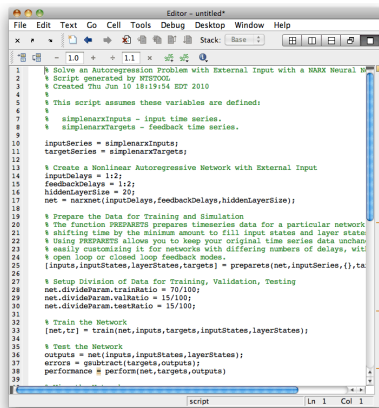 Editor - untitled*
File Edit Text Go Cell Tools Debug Desktop Window Help
Stack: Base
- 1.0 + ÷ 1.1 ×
1 % Solve an Autoregression Problem with External Input with a NARX Neural N
2 % Script generated by NTSTOOL
3 % Created Thu Jun 10 18:19:54 EDT 2010
4 %
5 % This script assumes these variables are defined:
6 %
7 % simplenarxInputs - input time series.
8 % simplenarxTargets - feedback time series.
9
10 inputSeries = simplenarxInputs;
11 targetSeries = simplenarxTargets;
12
13 % Create a Nonlinear Autoregressive Network with External Input
14 inputDelays = 1:2;
15 feedbackDelays = 1:2;
16 hiddenLayerSize = 20;
17 net = narxnet(inputDelays,feedbackDelays,hiddenLayerSize);
18
19 % Prepare the Data for Training and Simulation
20 % The function PREPARETS prepares timeseries data for a particular network
21 % shifting time by the minimum amount to fill input states and layer states
22 % Using PREPARETS allows you to keep your original time series data unchan
23 % easily customizing it for networks with differing numbers of delays, wit
24 % open loop or closed loop feedback modes.
25 [inputs,inputStates,layerStates,targets] = preparets(net,inputSeries,{},ta
26
27 % Setup Division of Data for Training, Validation, Testing
28 net.divideParam.trainRatio = 70/100;
29 net.divideParam.valRatio = 15/100;
30 net.divideParam.testRatio = 15/100;
31
32 % Train the Network
33 [net,tr] = train(net,inputs,targets,inputStates,layerStates);
34
35 % Test the Network
36 outputs = net(inputs,inputStates,layerStates);
37 errors = gsubtract(targets,outputs);
38 performance = perform(net,targets,outputs)
39
script Ln 1 Col 1